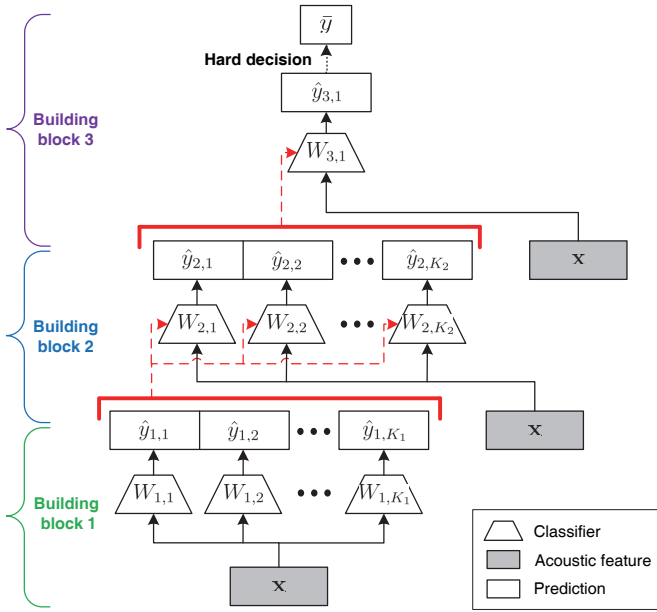 ȳ
Hard decision
ŷ3,1
Building
block 3
W3,1
x
ŷ2,1 ŷ2,2 ••• ŷ2,K2
Building
block 2
W2,1 W2,2 ••• W2,K2
x
ŷ1,1 ŷ1,2 ••• ŷ1,K1
Building
block 1
W1,1 W1,2 ••• W1,K1
x
Classifier
Acoustic feature
Prediction